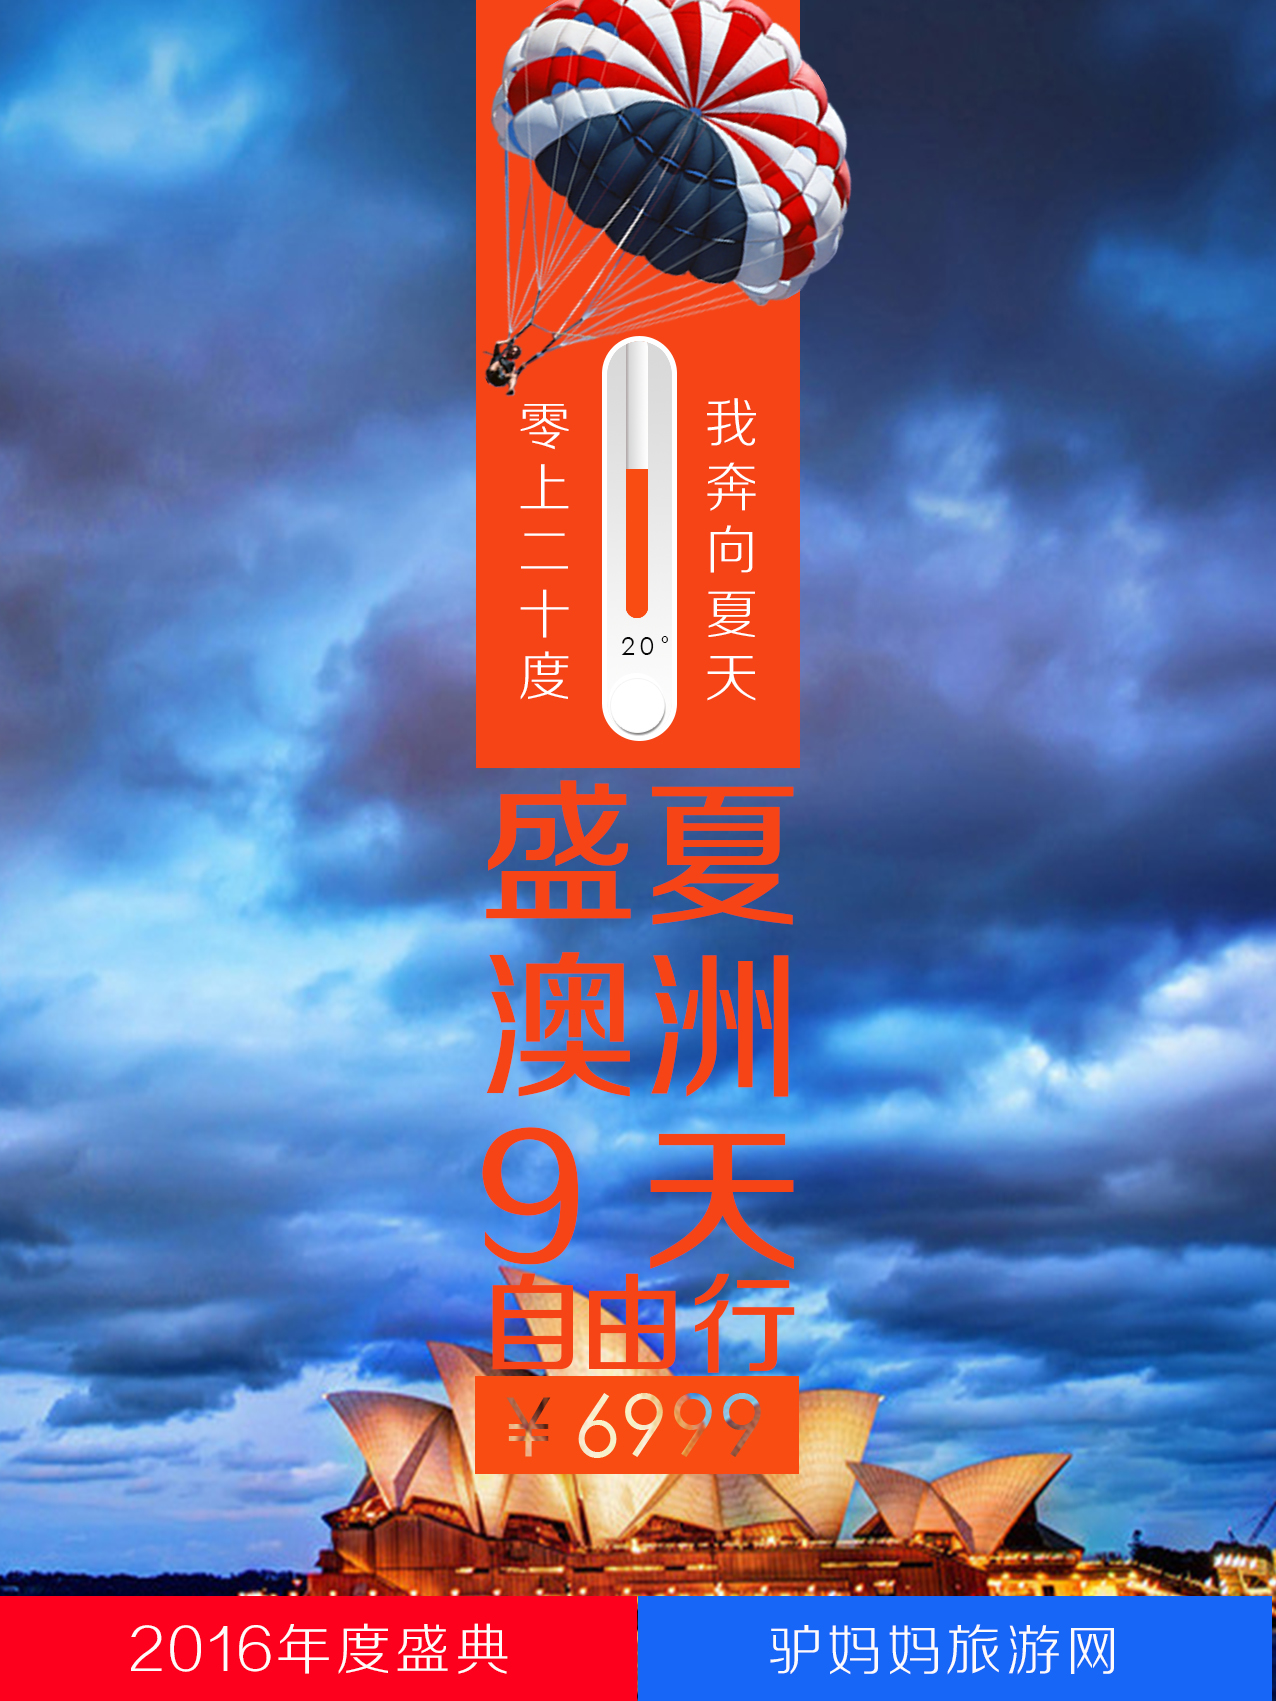 零上二十度
20°
我奔向夏天
盛夏
澳洲
9天
自由行
¥6999
2016年度盛典
驴妈妈旅游网